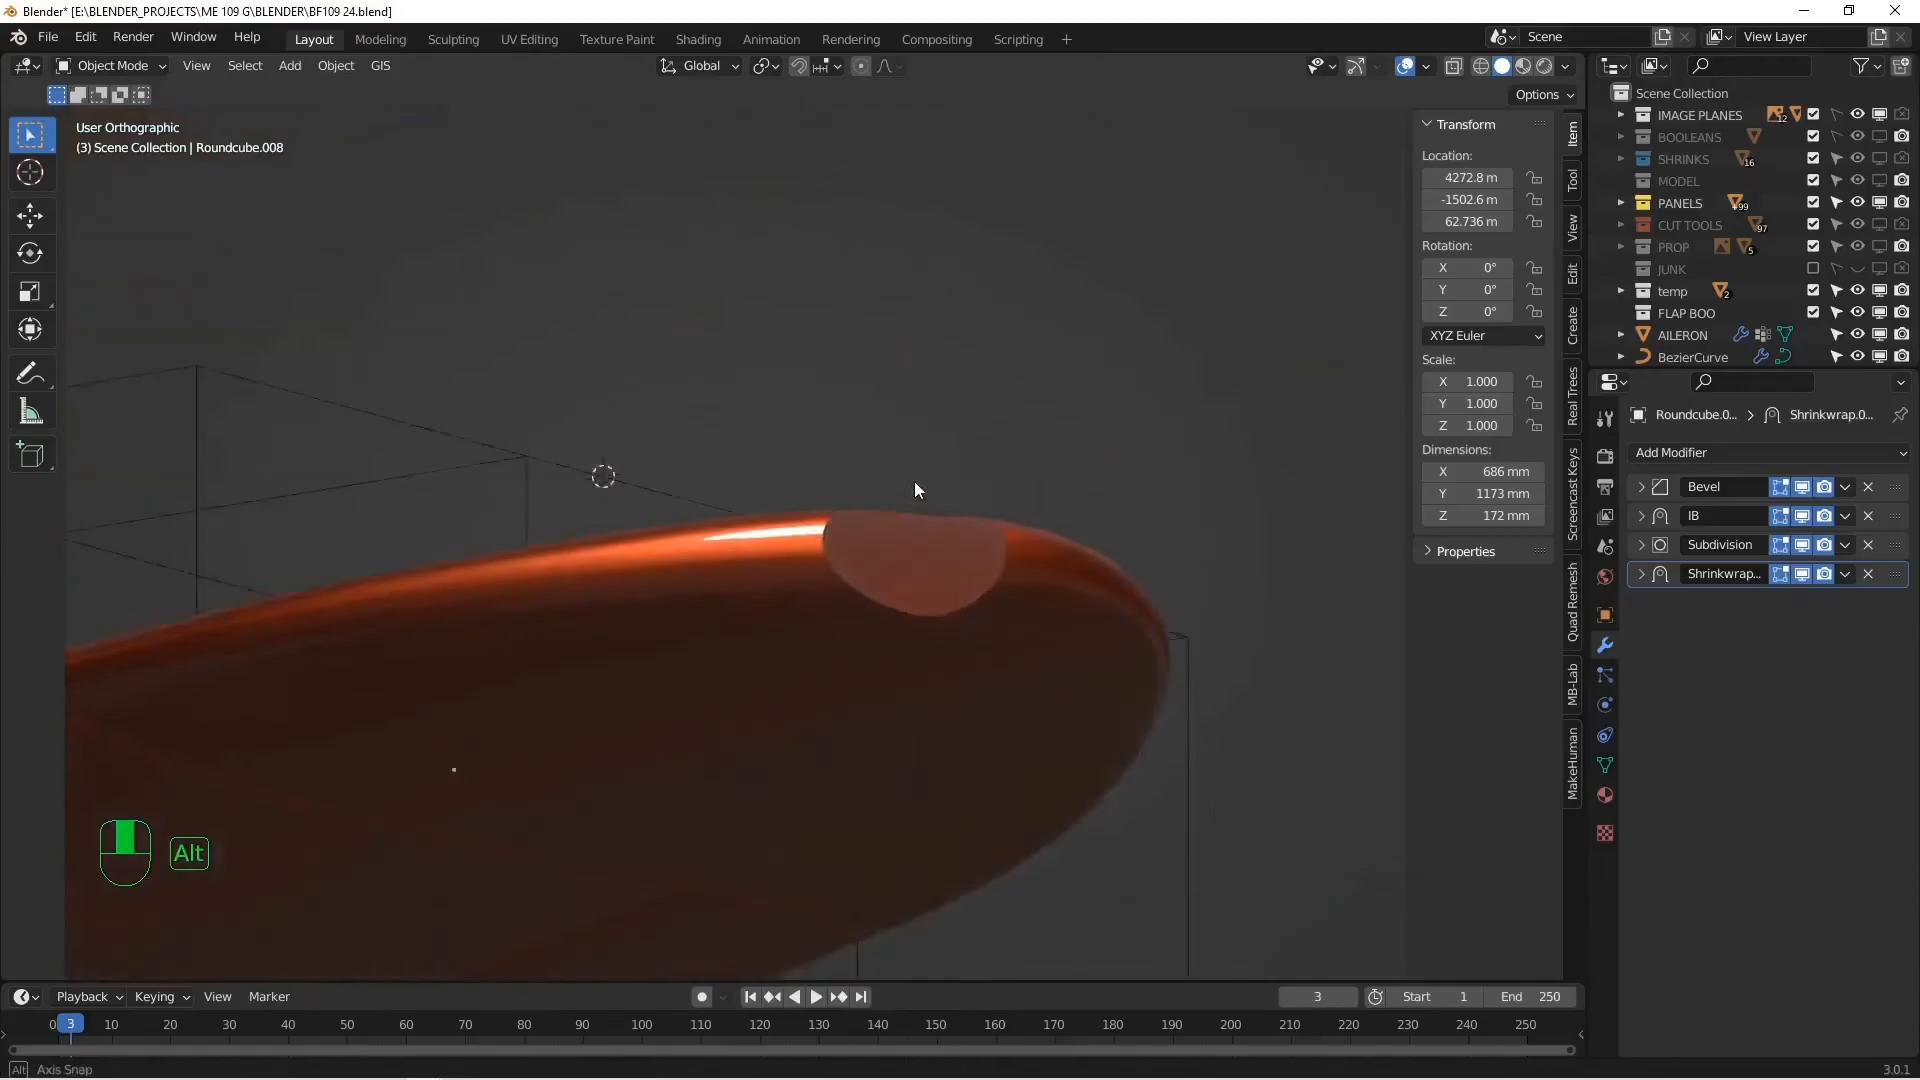 Blender* [E:\BLENDER_PROJECTS\ME 109 G\BLENDER\BF109 24.blend]
File Edit Render Window Help Layout Modeling Sculpting UV Editing Texture Paint Shading Animation Rendering Compositing Scripting + Scene View Layer
Object Mode View Select Add Object GIS Global
Options
User Orthographic
(3) Scene Collection | Roundcube.008
Transform
Location:
4272.8 m
-1502.6 m
62.736 m
Rotation:
X 0°
Y 0°
Z 0°
XYZ Euler
Scale:
X 1.000
Y 1.000
Z 1.000
Dimensions:
X 686 mm
Y 1173 mm
Z 172 mm
Properties
Item
Tool
View
Edit
Create
Real Trees
Screencast Keys
Quad Remesh
MB-Lab
MakeHuman
Scene Collection
IMAGE PLANES 12
BOOLEANS
SHRINKS 16
MODEL
PANELS +99
CUT TOOLS 97
PROP 5
JUNK
temp 2
FLAP BOO
AILERON
BezierCurve
Roundcube.0... > Shrinkwrap.0...
Add Modifier
Bevel
IB
Subdivision
Shrinkwrap...
Alt
Playback Keying View Marker 3 Start 1 End 250
0 3 10 20 30 40 50 60 70 80 90 100 110 120 130 140 150 160 170 180 190 200 210 220 230 240 250
Alt Axis Snap 3.0.1